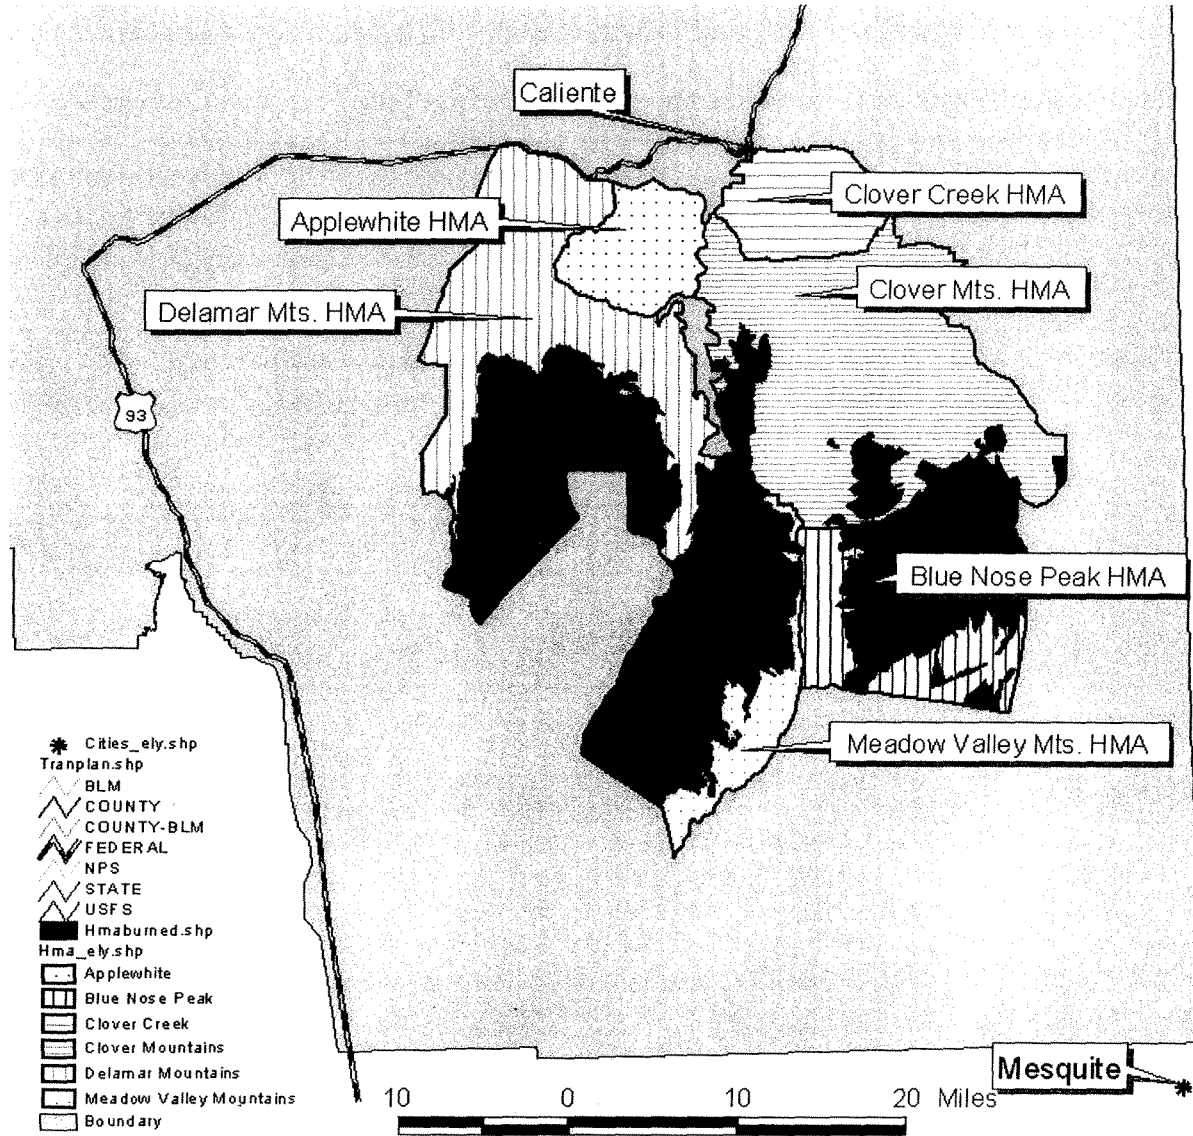 Caliente
Clover Creek HMA
Applewhite HMA
Clover Mts. HMA
Delamar Mts. HMA
93
Blue Nose Peak HMA
Meadow Valley Mts. HMA
Cities_ely.shp
Tranplan.shp
BLM
COUNTY
COUNTY-BLM
FEDERAL
NPS
STATE
USFS
Hmaburned.shp
Hma_ely.shp
Applewhite
Blue Nose Peak
Clover Creek
Clover Mountains
Delamar Mountains
Meadow Valley Mountains
Boundary
Mesquite
10 0 10 20 Miles